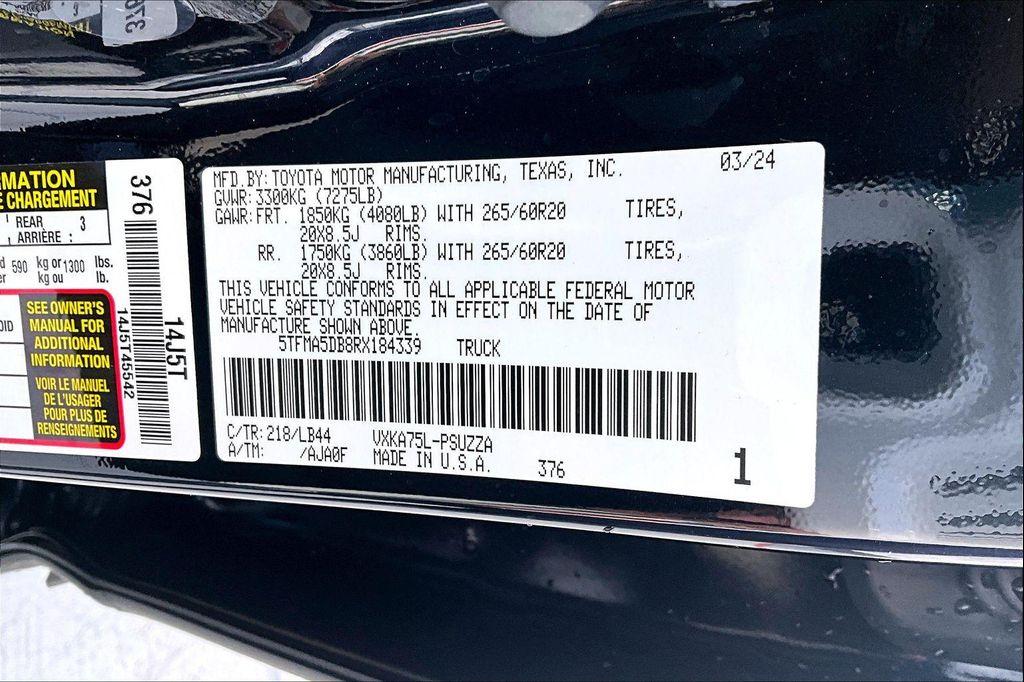 376
RMATION
E CHARGEMENT
REAR 3
ARRIÈRE :
590 kg or 1300 lbs.
kg ou lb.
SEE OWNER'S
MANUAL FOR
ADDITIONAL
INFORMATION
VOIR LE MANUEL
DE L'USAGER
POUR PLUS DE
RENSEIGNEMENTS
376
14J5T45542
14J5T
MFD.BY: TOYOTA MOTOR MANUFACTURING, TEXAS, INC. 03/24
GVWR: 3300KG (7275LB)
GAWR: FRT. 1850KG (4080LB) WITH 265/60R20 TIRES,
20X8.5J RIMS.
RR. 1750KG (3860LB) WITH 265/60R20 TIRES,
20X8.5J RIMS.
THIS VEHICLE CONFORMS TO ALL APPLICABLE FEDERAL MOTOR
VEHICLE SAFETY STANDARDS IN EFFECT ON THE DATE OF
MANUFACTURE SHOWN ABOVE.
5TFMA5DB8RX184339 TRUCK
C/TR: 218/LB44 VXKA75L-PSUZZA
A/TM: /AJA0F MADE IN U.S.A. 376
1